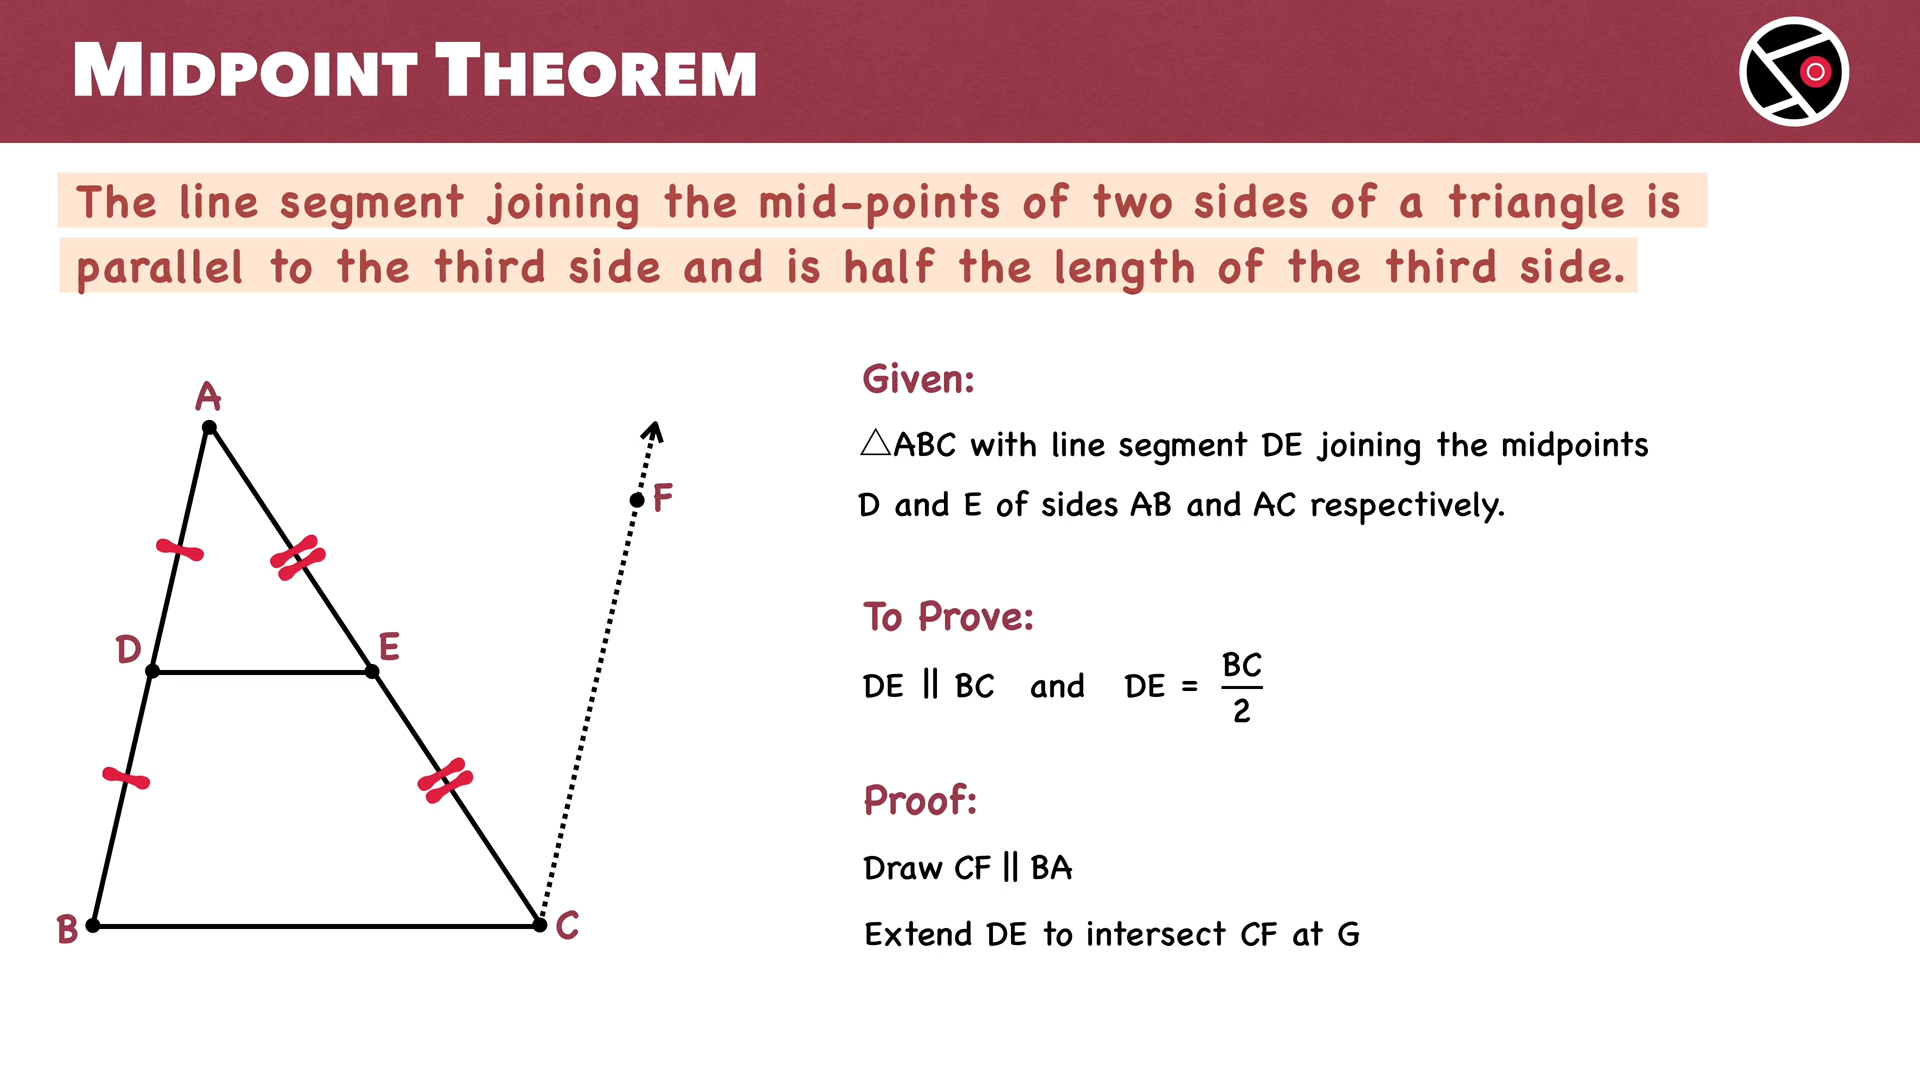 MIDPOINT THEOREM
The line segment joining the mid-points of two sides of a triangle is
parallel to the third side and is half the length of the third side.
A
F
D
E
B
C
Given:
△ABC with line segment DE joining the midpoints
D and E of sides AB and AC respectively.
To Prove:
DE || BC and DE = BC/2
Proof:
Draw CF || BA
Extend DE to intersect CF at G